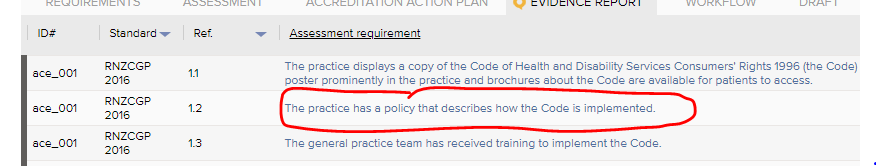 REQUIREMENTS ASSESSMENT ACCREDITATION ACTION PLAN EVIDENCE REPORT WORKFLOW DRAFT
ID# Standard Ref. Assessment requirement
ace_001 RNZCGP 2016 1.1 The practice displays a copy of the Code of Health and Disability Services Consumers' Rights 1996 (the Code)
poster prominently in the practice and brochures about the Code are available for patients to access.
ace_001 RNZCGP 2016 1.2 The practice has a policy that describes how the Code is implemented.
ace_001 RNZCGP 2016 1.3 The general practice team has received training to implement the Code.